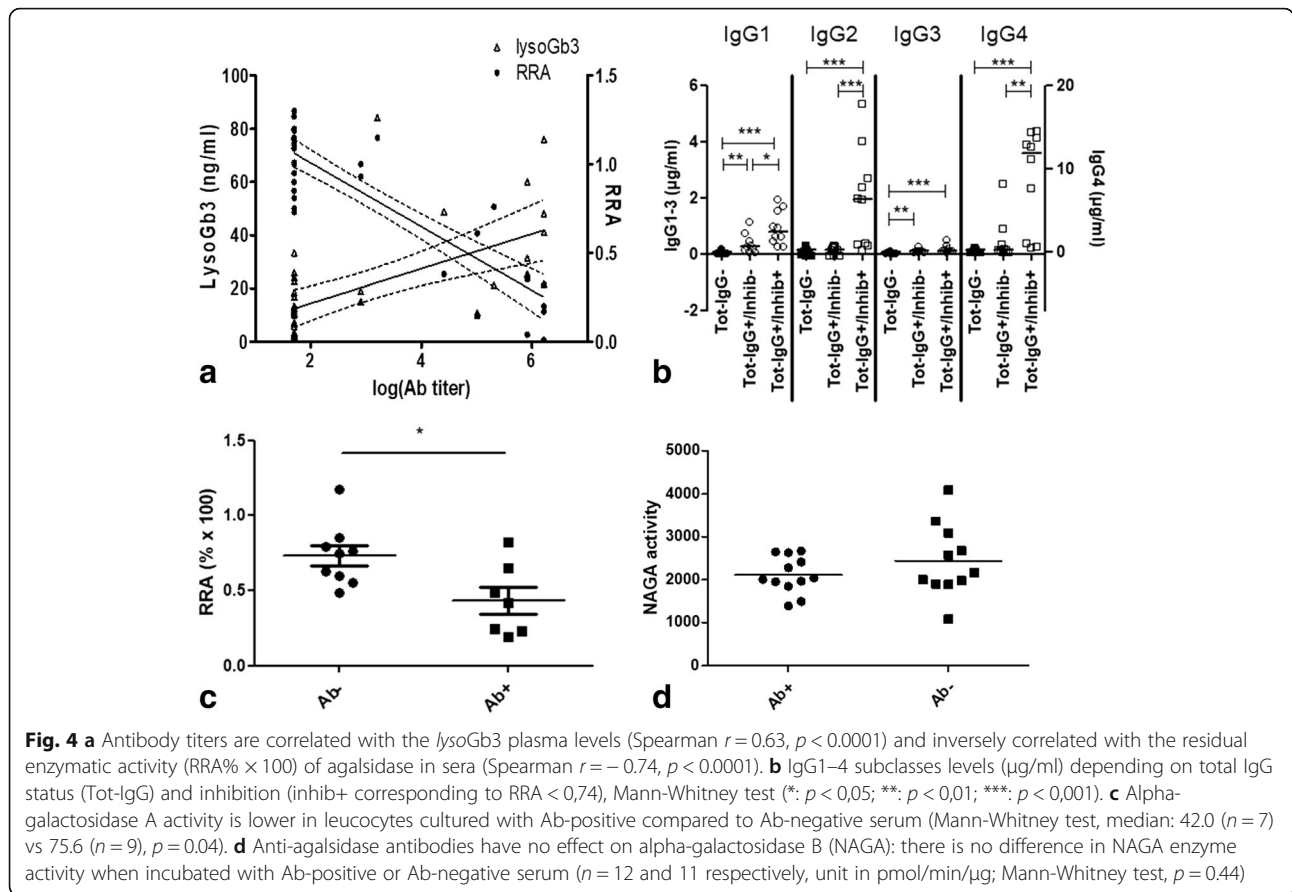 lysoGb3
RRA
100
80
60
40
20
0
LysoGb3 (ng/ml)
1.5
1.0
0.5
0.0
RRA
2
4
6
log(Ab titer)
a
IgG1
IgG2
IgG3
IgG4
***
**
*
***
***
***
**
***
**
6
4
2
0
-2
IgG1-3 (µg/ml)
20
10
0
IgG4 (µg/ml)
Tot-IgG-
Tot-IgG+/Inhib-
Tot-IgG+/Inhib+
Tot-IgG-
Tot-IgG+/Inhib-
Tot-IgG+/Inhib+
Tot-IgG-
Tot-IgG+/Inhib-
Tot-IgG+/Inhib+
Tot-IgG-
Tot-IgG+/Inhib-
Tot-IgG+/Inhib+
b
*
1.5
1.0
0.5
0.0
RRA (% x 100)
Ab-
Ab+
c
5000
4000
3000
2000
1000
0
NAGA activity
Ab+
Ab-
d
Fig. 4 a Antibody titers are correlated with the lysoGb3 plasma levels (Spearman r = 0.63, p < 0.0001) and inversely correlated with the residual
enzymatic activity (RRA% × 100) of agalsidase in sera (Spearman r = − 0.74, p < 0.0001). b IgG1–4 subclasses levels (µg/ml) depending on total IgG
status (Tot-IgG) and inhibition (inhib+ corresponding to RRA < 0,74), Mann-Whitney test (*: p < 0,05; **: p < 0,01; ***: p < 0,001). c Alpha-
galactosidase A activity is lower in leucocytes cultured with Ab-positive compared to Ab-negative serum (Mann-Whitney test, median: 42.0 (n = 7)
vs 75.6 (n = 9), p = 0.04). d Anti-agalsidase antibodies have no effect on alpha-galactosidase B (NAGA): there is no difference in NAGA enzyme
activity when incubated with Ab-positive or Ab-negative serum (n = 12 and 11 respectively, unit in pmol/min/µg; Mann-Whitney test, p = 0.44)